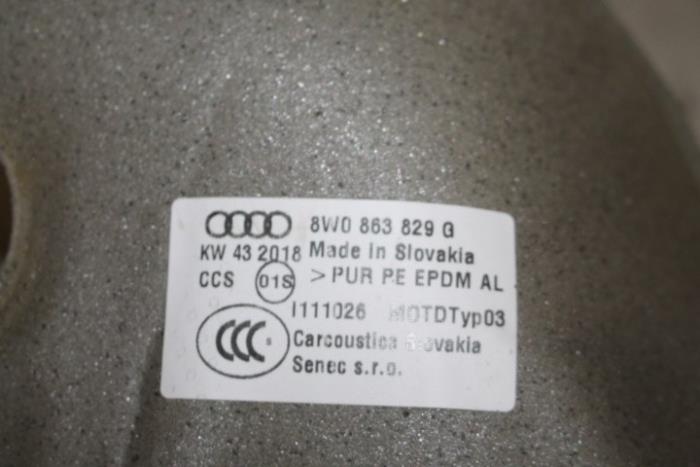 8W0 863 829 G
KW 43 2018 Made In Slovakia
CCS 01S > PUR PE EPDM AL
I111026 MOTDTyp03
CCC Carcoustics Slovakia
Senec s.r.o.